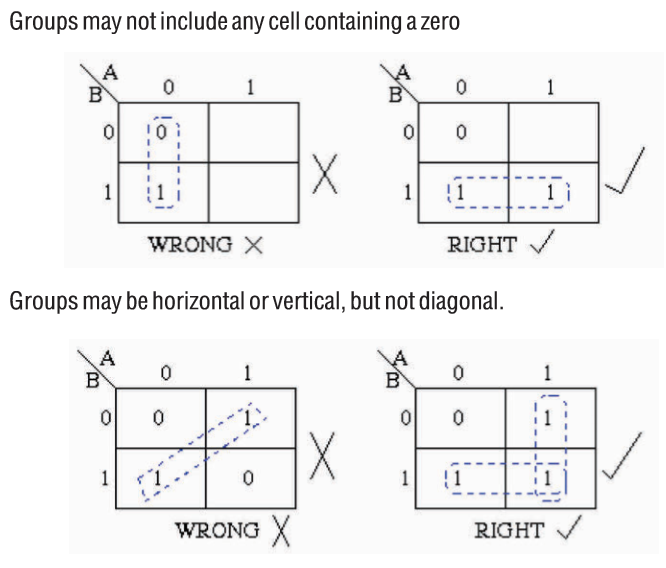 Groups may not include any cell containing a zero
A A
B 0 1 B 0 1
0 0 0 0
1 1 1 1 1
WRONG RIGHT
Groups may be horizontal or vertical, but not diagonal.
A A
B 0 1 B 0 1
0 0 1 0 0 1
1 1 0 1 1 1
WRONG RIGHT